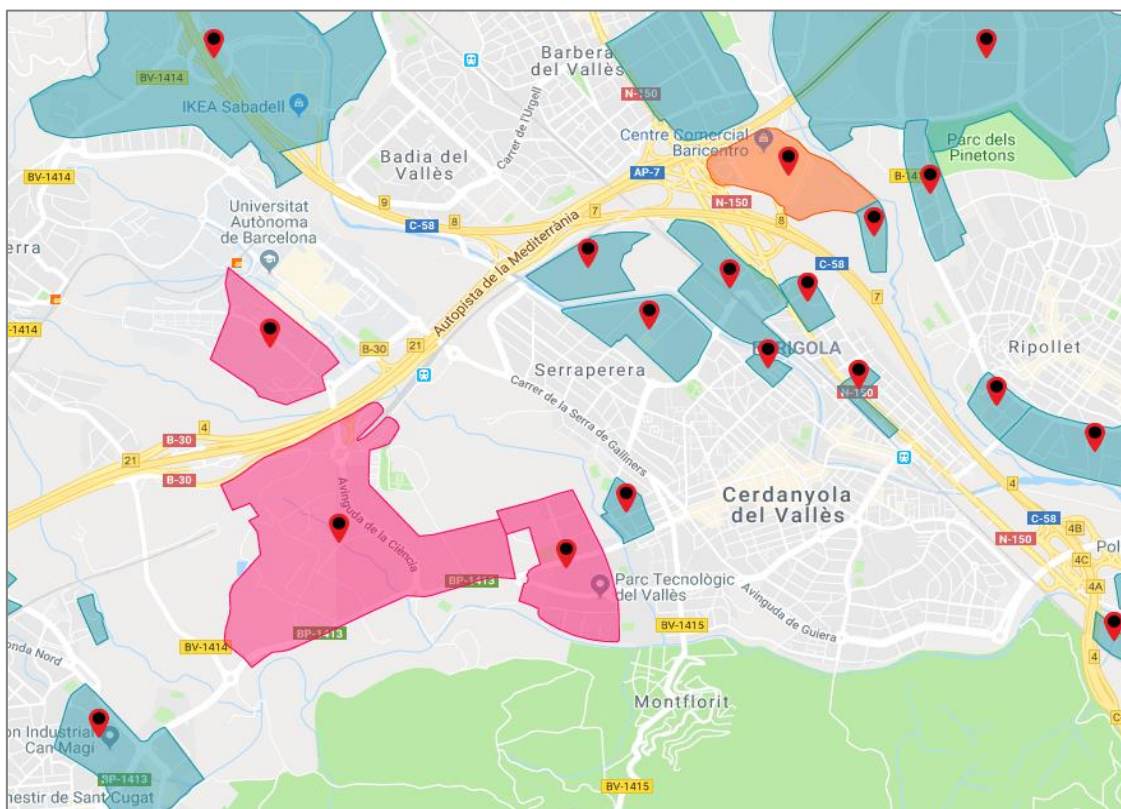 Barberà
del Vallès
BV-1414
IKEA Sabadell
N-150
Carrer de l'Urgell
Centre Comercial
Baricentro
Parc dels
Pinetons
Badia del
Vallès
AP-7
BV-1414
B-14
9
8
7
N-150
8
C-58
Universitat
Autònoma
de Barcelona
Autopista de la Mediterrània
C-58
7
erra
-1414
21
B-30
Serraperera
Ripollet
N-150
Carrer de la Serra de Galliners
4
B-30
21
B-30
Cerdanyola
del Vallès
4
C-58
N-150
4B
4C
4A
Pol
Avinguda de la Ciència
BP-1413
Parc Tecnològic
del Vallès
Avinguda de Guiera
BV-1415
BP-1413
BV-1414
onda Nord
4
Montflorit
on Industrial
Can Magí
BP-1413
nestir de Sant Cugat
BV-1415
C